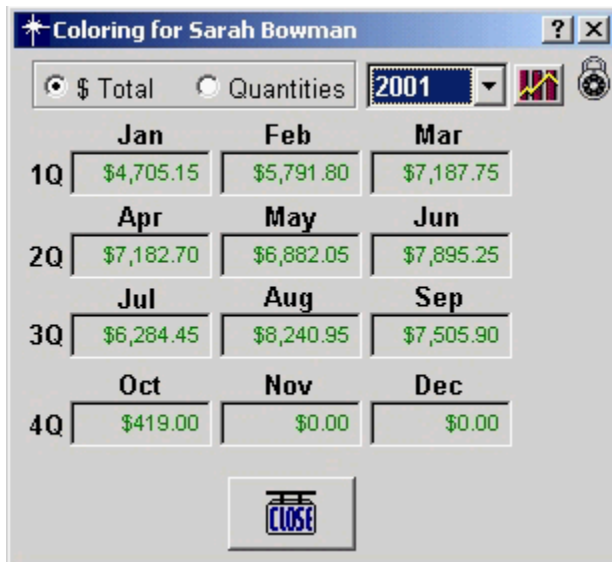 Coloring for Sarah Bowman ?
$ Total Quantities 2001
Jan Feb Mar
1Q $4,705.15 $5,791.80 $7,187.75
Apr May Jun
2Q $7,182.70 $6,882.05 $7,895.25
Jul Aug Sep
3Q $6,284.45 $8,240.95 $7,505.90
Oct Nov Dec
4Q $419.00 $0.00 $0.00
CLOSE